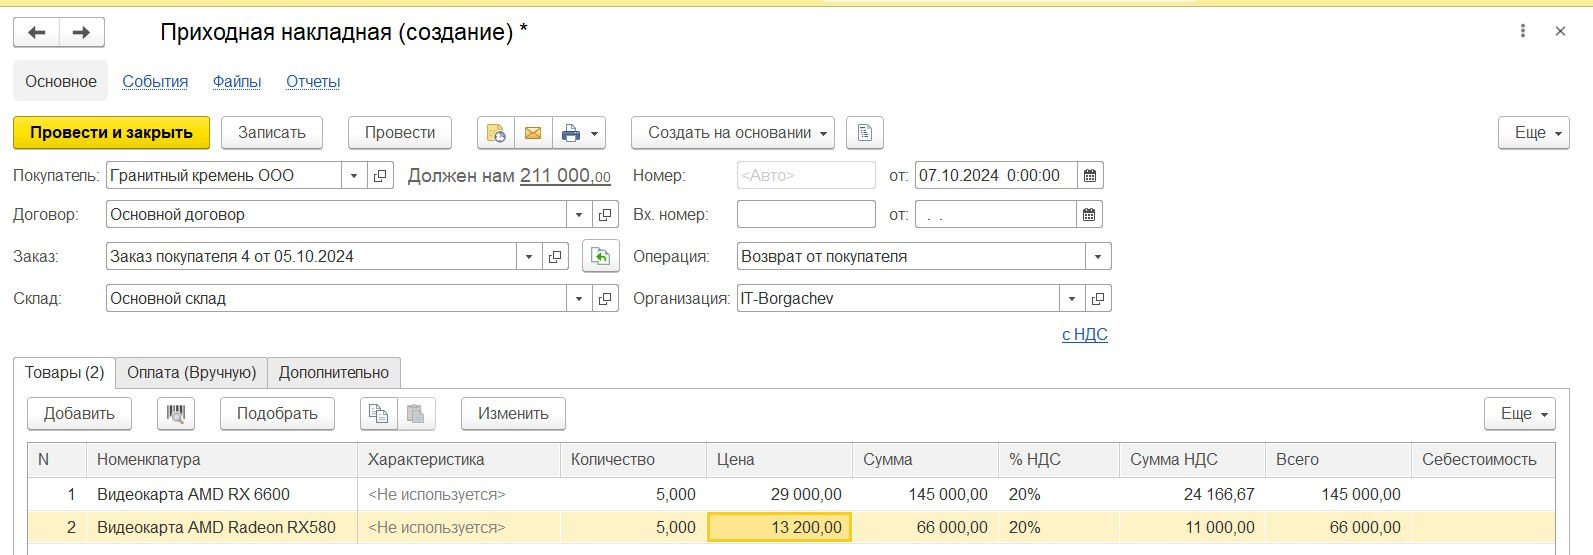 Приходная накладная (создание) *
Основное События Файлы Отчеты
Провести и закрыть Записать Провести Создать на основании Еще
Покупатель: Гранитный кремень ООО Должен нам 211 000,00 Номер: <Авто> от: 07.10.2024 0:00:00
Договор: Основной договор Вх. номер: от: . .
Заказ: Заказ покупателя 4 от 05.10.2024 Операция: Возврат от покупателя
Склад: Основной склад Организация: IT-Borgachev
с НДС
Товары (2) Оплата (Вручную) Дополнительно
Добавить Подобрать Изменить Еще
N Номенклатура Характеристика Количество Цена Сумма % НДС Сумма НДС Всего Себестоимость
1 Видеокарта AMD RX 6600 <Не используется> 5,000 29 000,00 145 000,00 20% 24 166,67 145 000,00
2 Видеокарта AMD Radeon RX580 <Не используется> 5,000 13 200,00 66 000,00 20% 11 000,00 66 000,00